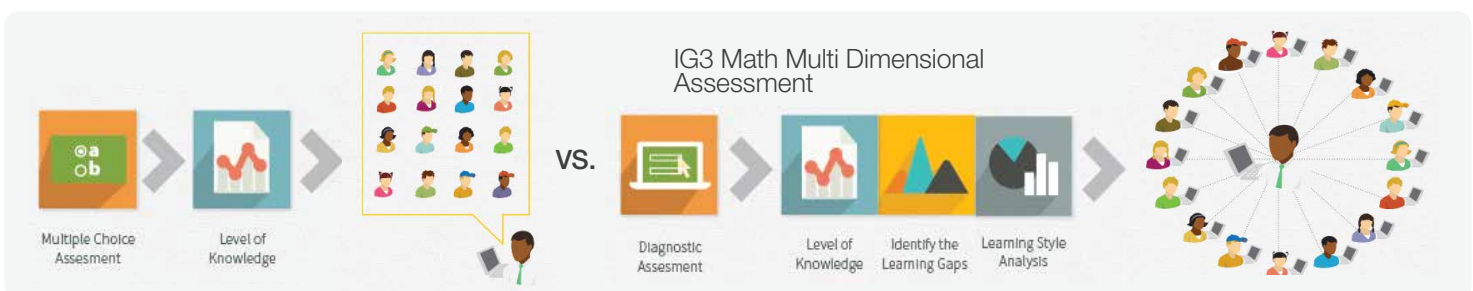 IG3 Math Multi Dimensional
Assessment
a
b
VS.
Multiple Choice
Assesment
Level of
Knowledge
Diagnostic
Assesment
Level of
Knowledge
Identify the
Learning Gaps
Learning Style
Analysis